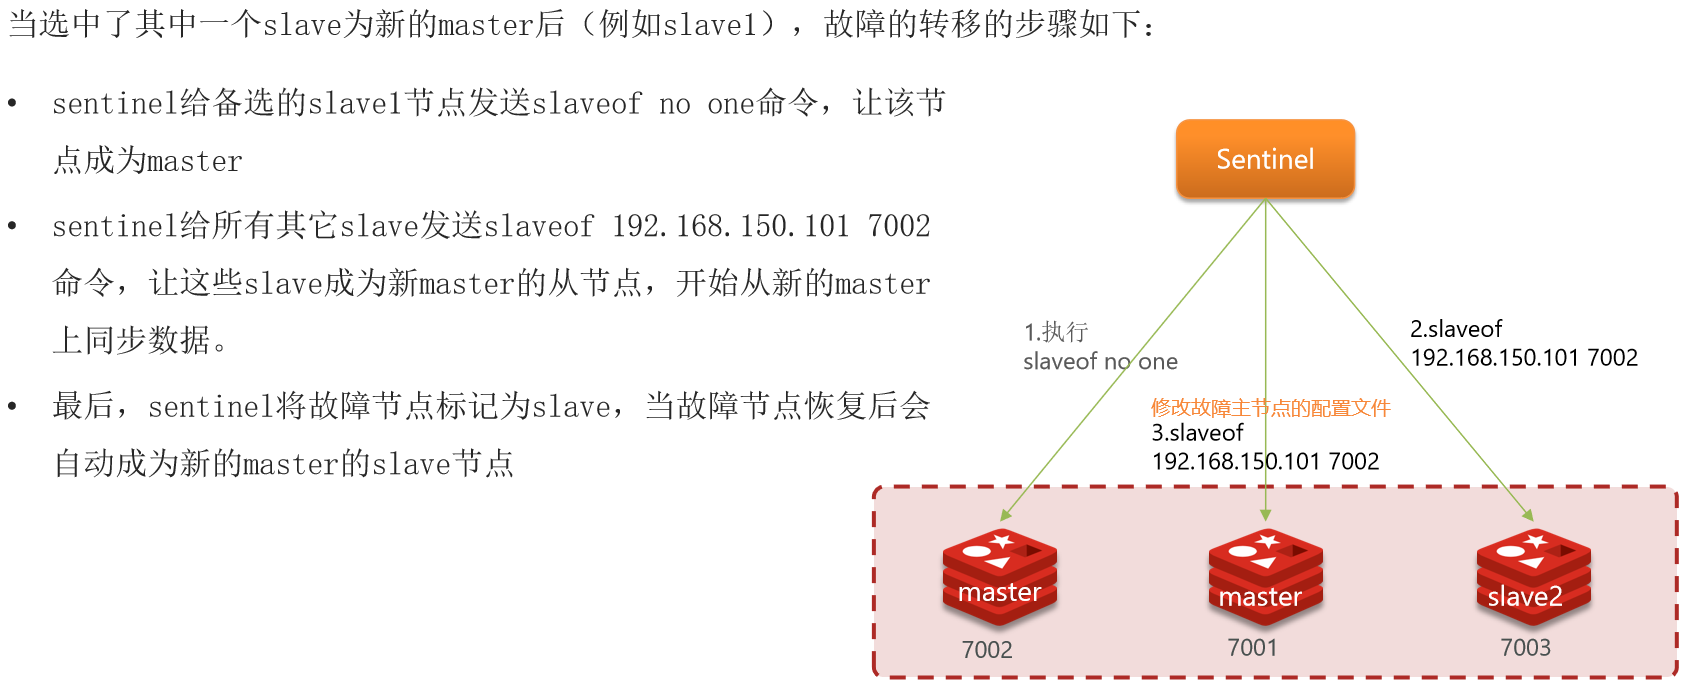 当选中了其中一个slave为新的master后（例如slave1），故障的转移的步骤如下：
• sentinel给备选的slave1节点发送slaveof no one命令，让该节
点成为master
• sentinel给所有其它slave发送slaveof 192.168.150.101 7002
命令，让这些slave成为新master的从节点，开始从新的master
上同步数据。
• 最后，sentinel将故障节点标记为slave，当故障节点恢复后会
自动成为新的master的slave节点
Sentinel
1.执行
slaveof no one
2.slaveof
192.168.150.101 7002
修改故障主节点的配置文件
3.slaveof
192.168.150.101 7002
master
7002
master
7001
slave2
7003